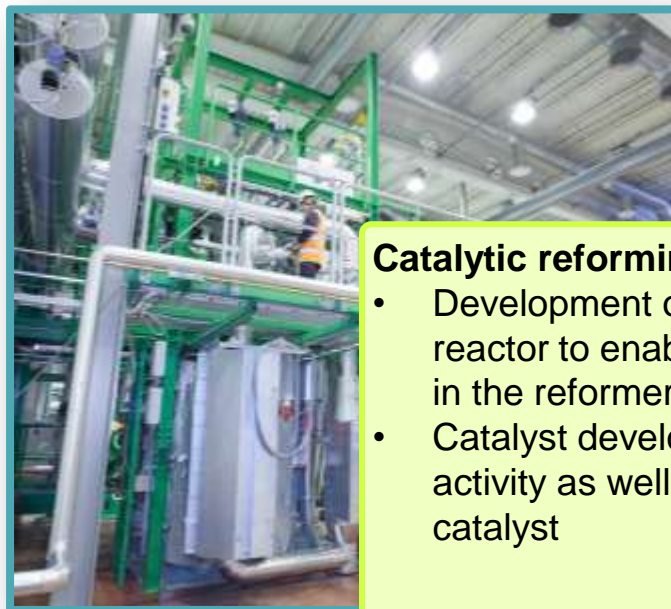 Catalytic reformin
• Development o
reactor to enab
in the reformer
• Catalyst develo
activity as well
catalyst